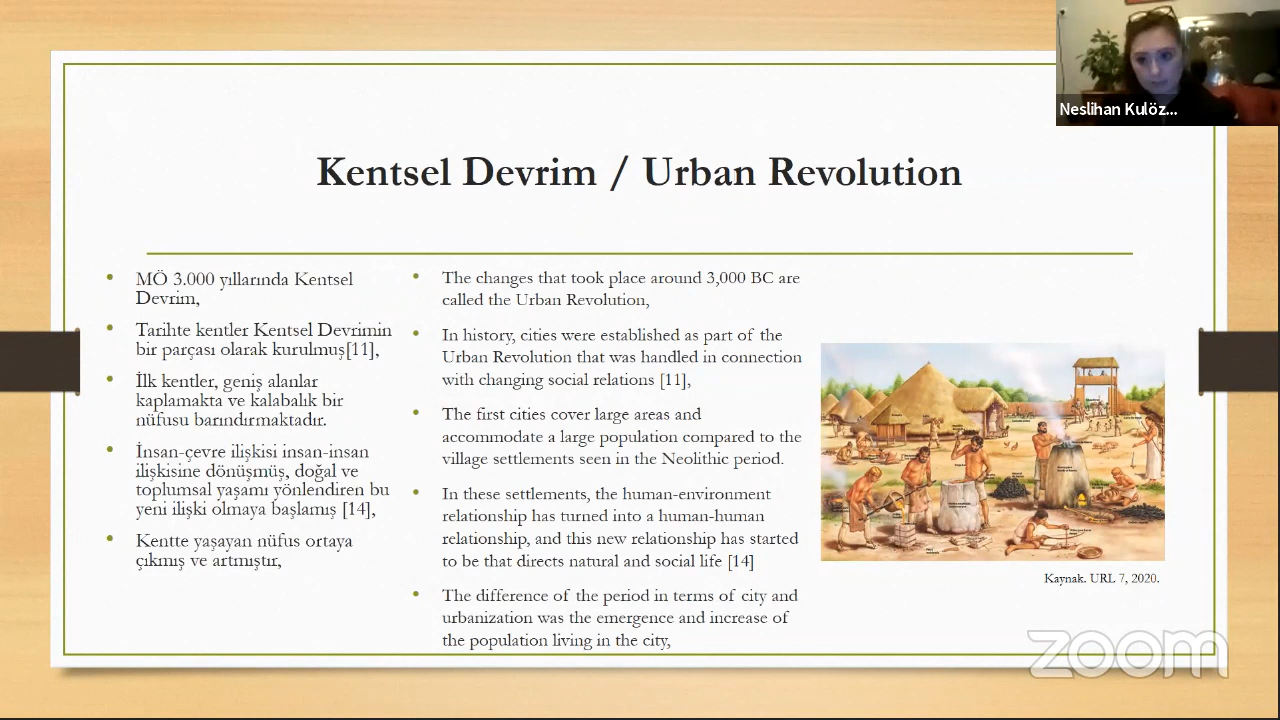 Neslihan Kulöz...
Kentsel Devrim / Urban Revolution
MÖ 3.000 yıllarında Kentsel
Devrim,
Tarihte kentler Kentsel Devrimin
bir parçası olarak kurulmuş[11],
İlk kentler, geniş alanlar
kaplamakta ve kalabalık bir
nüfusu barındırmaktadır.
İnsan-çevre ilişkisi insan-insan
ilişkisine dönüşmüş, doğal ve
toplumsal yaşamı yönlendiren bu
yeni ilişki olmaya başlamış [14],
Kentte yaşayan nüfus ortaya
çıkmış ve artmıştır,
The changes that took place around 3,000 BC are
called the Urban Revolution,
In history, cities were established as part of the
Urban Revolution that was handled in connection
with changing social relations [11],
The first cities cover large areas and
accommodate a large population compared to the
village settlements seen in the Neolithic period.
In these settlements, the human-environment
relationship has turned into a human-human
relationship, and this new relationship has started
to be that directs natural and social life [14]
The difference of the period in terms of city and
urbanization was the emergence and increase of
the population living in the city,
Kaynak. URL 7, 2020.
zoom